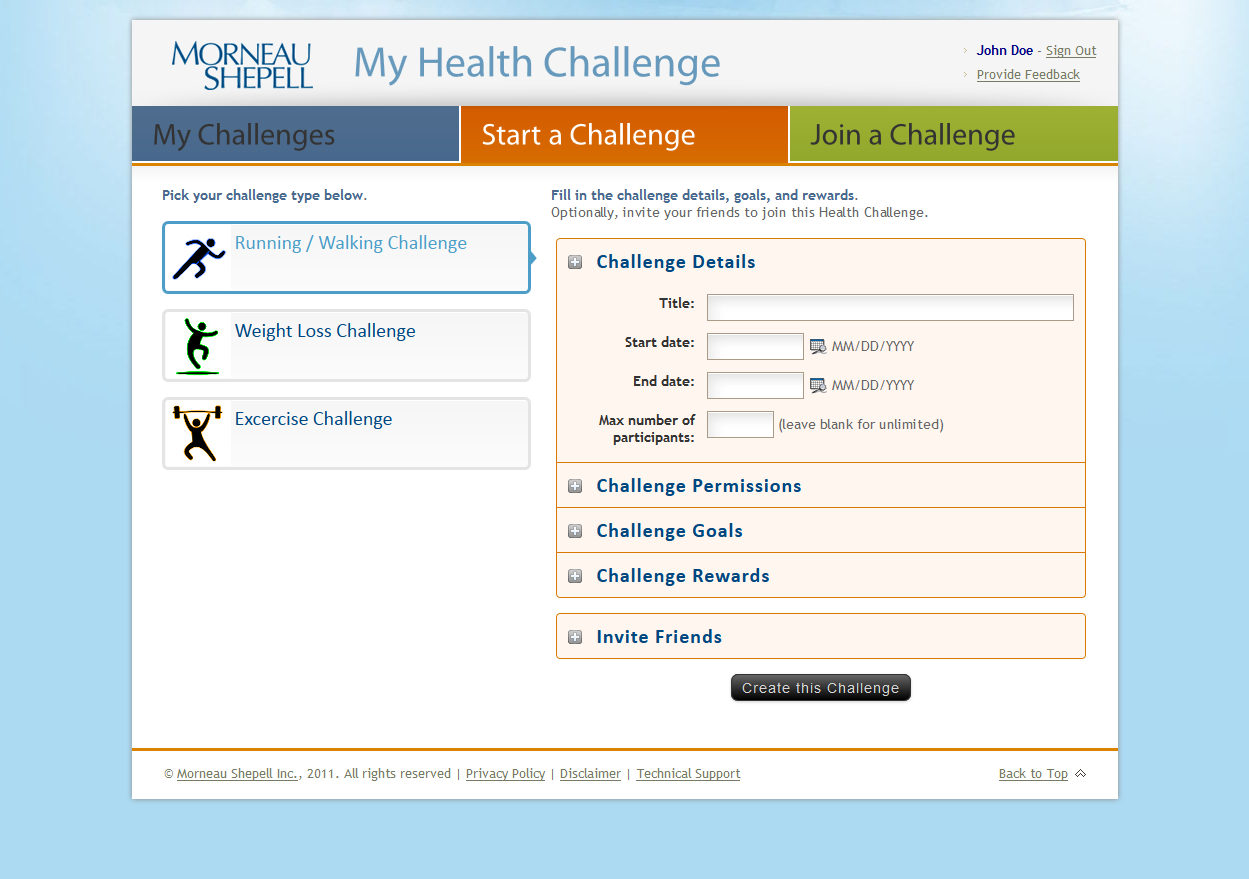 MORNEAU
SHEPELL
My Health Challenge
John Doe - Sign Out
Provide Feedback
My Challenges
Start a Challenge
Join a Challenge
Pick your challenge type below.
Running / Walking Challenge
Weight Loss Challenge
Excercise Challenge
Fill in the challenge details, goals, and rewards.
Optionally, invite your friends to join this Health Challenge.
Challenge Details
Title:
Start date:
MM/DD/YYYY
End date:
MM/DD/YYYY
Max number of
participants:
(leave blank for unlimited)
Challenge Permissions
Challenge Goals
Challenge Rewards
Invite Friends
Create this Challenge
© Morneau Shepell Inc., 2011. All rights reserved | Privacy Policy | Disclaimer | Technical Support
Back to Top